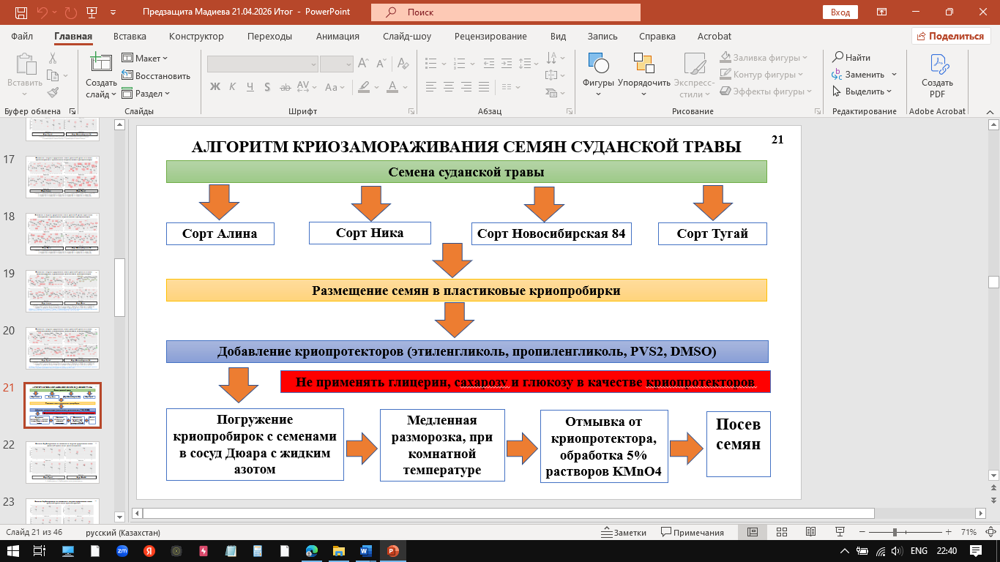 Предзащита Мадиева 21.04.2026 Итог - PowerPoint
Поиск
Вход
Файл Главная Вставка Конструктор Переходы Анимация Слайд-шоу Рецензирование Вид Запись Справка Acrobat
Поделиться
Вставить
Создать слайд
Макет
Восстановить
Раздел
Ж К Ч S ab AV Aa A
Фигуры
Упорядочить
Экспресс-стили
Заливка фигуры
Контур фигуры
Эффекты фигуры
Найти
Заменить
Выделить
Создать PDF
Буфер обмена Слайды Шрифт Абзац Рисование Редактирование Adobe Acrobat
17
18
19
20
21
22
23
21
АЛГОРИТМ КРИОЗАМОРАЖИВАНИЯ СЕМЯН СУДАНСКОЙ ТРАВЫ
Семена суданской травы
Сорт Алина
Сорт Ника
Сорт Новосибирская 84
Сорт Тугай
Размещение семян в пластиковые криопробирки
Добавление криопротекторов (этиленгликоль, пропиленгликоль, PVS2, DMSO)
Не применять глицерин, сахарозу и глюкозу в качестве криопротекторов
Погружение
криопробирок с семенами
в сосуд Дюара с жидким
азотом
Медленная
разморозка, при
комнатной
температуре
Отмывка от
криопротектора,
обработка 5%
растворов KMnO4
Посев
семян
Слайд 21 из 46
русский (Казахстан)
Заметки
Примечания
71%
ENG
22:40